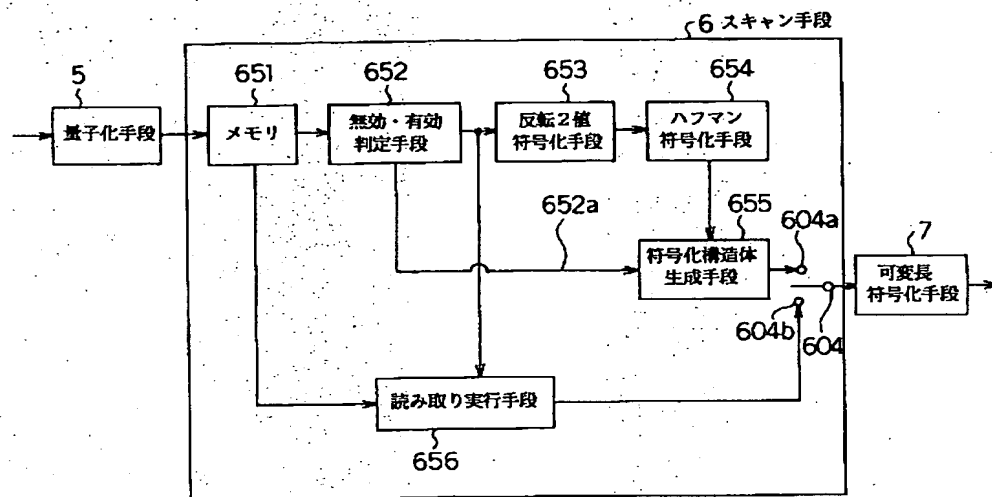 6 スキャン手段
5
651
652
653
654
量子化手段
メモリ
無効・有効
判定手段
反転2値
符号化手段
ハフマン
符号化手段
652a
655
604a
7
符号化構造体
生成手段
可変長
符号化手段
604b
604
読み取り実行手段
656